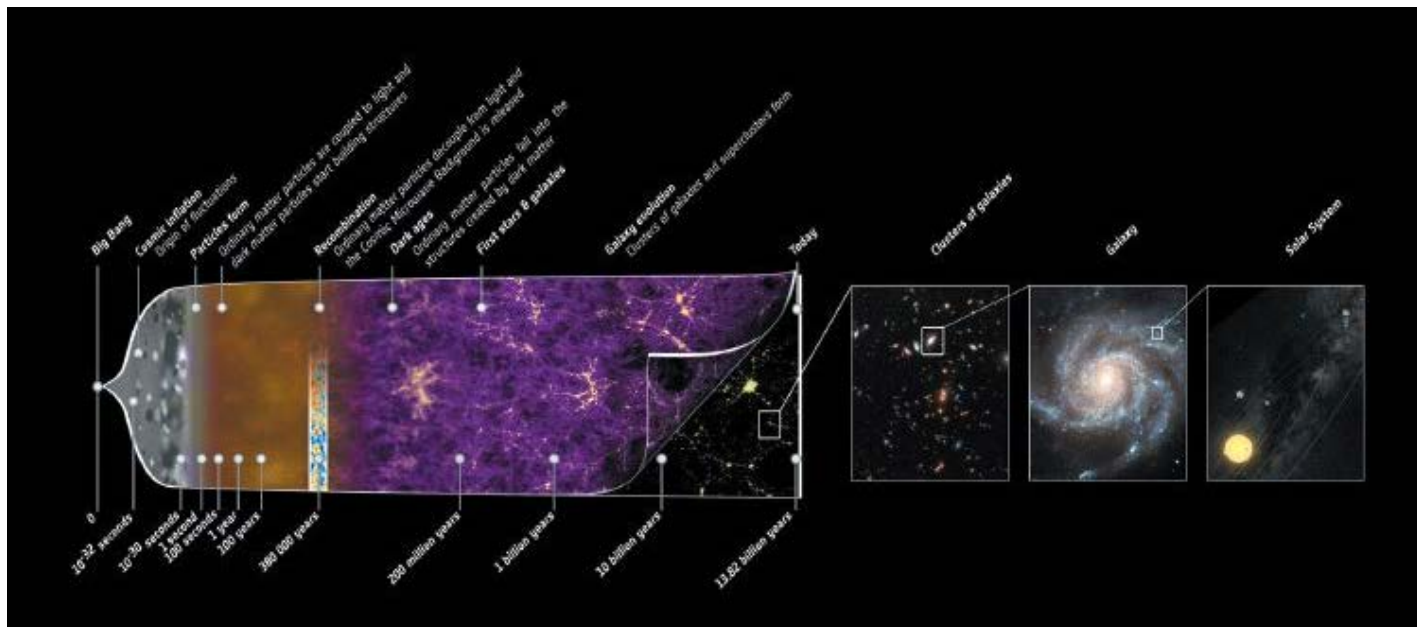 Big Bang
Cosmic inflation
Origin of fluctuations
Particles form
Ordinary matter particles are coupled to light and
dark matter particles start building structures
Recombination
Ordinary matter particles decouple from light and
the Cosmic Microwave Background is released
Dark ages
Ordinary matter particles fall into the
structures created by dark matter
First stars & galaxies
Galaxy evolution
Clusters of galaxies and superclusters form
Today
Clusters of galaxies
Galaxy
Solar System
0
10-32 seconds
10-30 seconds
1 second
100 seconds
1 year
100 years
380 000 years
200 million years
1 billion years
10 billion years
13.82 billion years